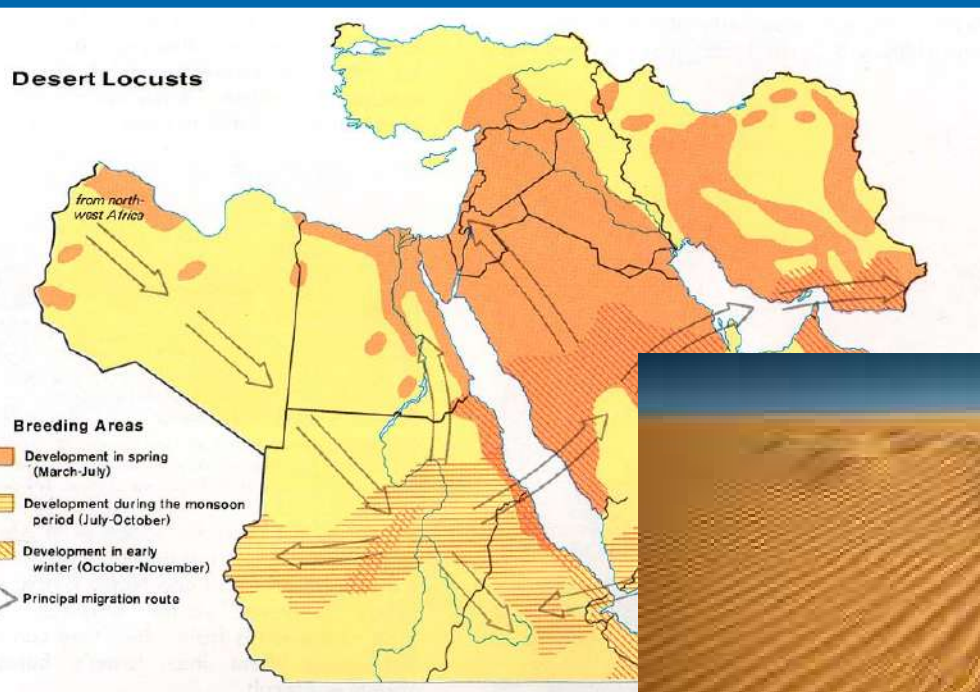 Desert Locusts
from north-
west Africa
Breeding Areas
Development in spring
(March-July)
Development during the monsoon
period (July-October)
Development in early
winter (October-November)
Principal migration route